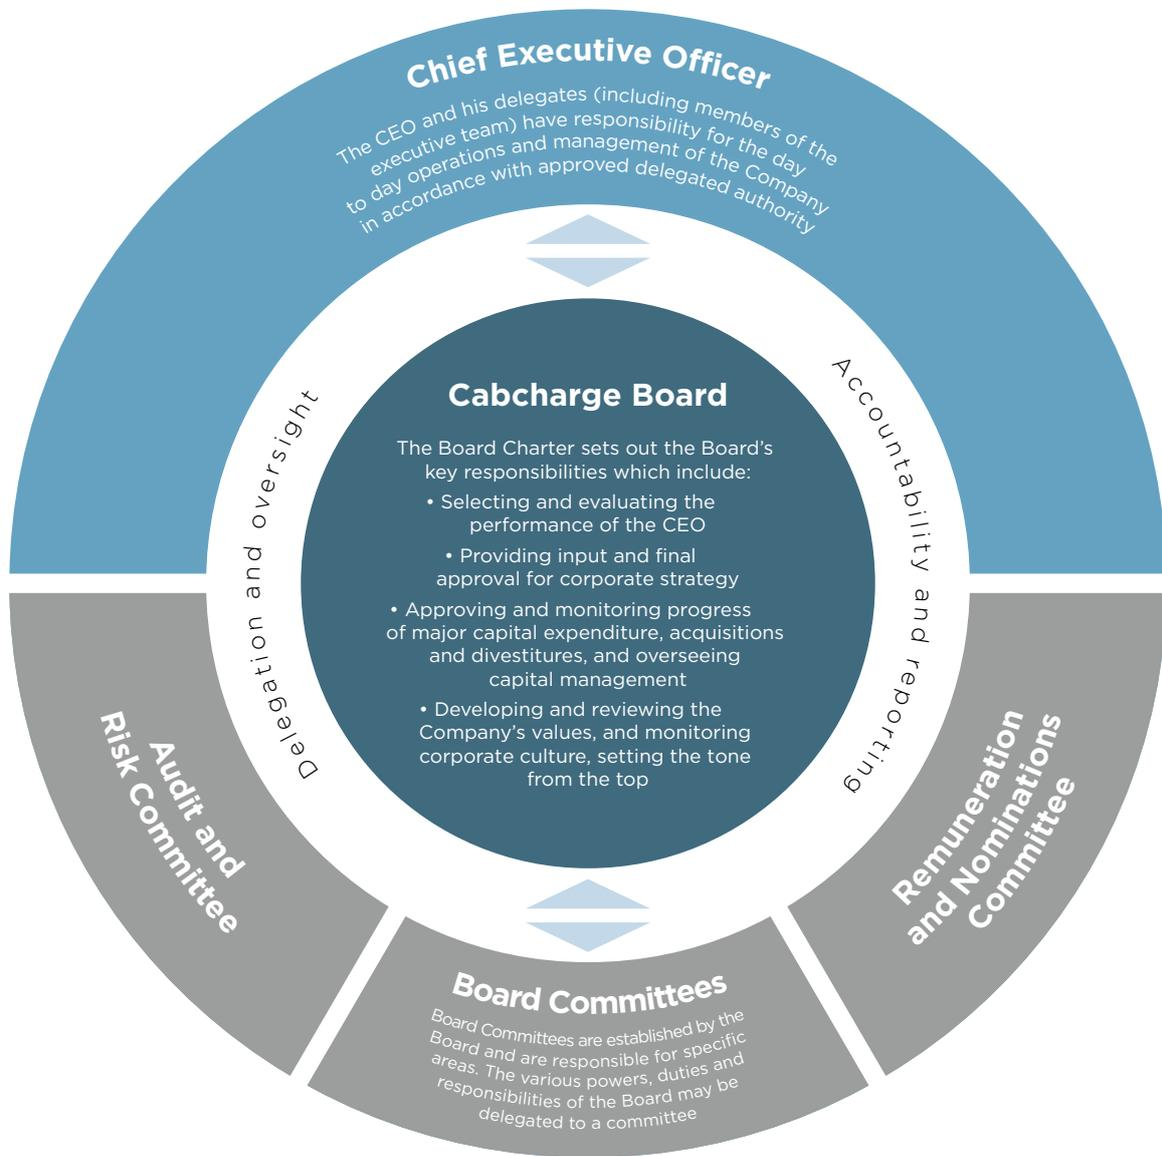 Chief Executive Officer
The CEO and his delegates (including members of the
executive team) have responsibility for the day
to day operations and management of the Company
in accordance with approved delegated authority
Delegation and oversight
Accountability and reporting
Cabcharge Board
The Board Charter sets out the Board’s
key responsibilities which include:
• Selecting and evaluating the
performance of the CEO
• Providing input and final
approval for corporate strategy
• Approving and monitoring progress
of major capital expenditure, acquisitions
and divestitures, and overseeing
capital management
• Developing and reviewing the
Company’s values, and monitoring
corporate culture, setting the tone
from the top
Audit and
Risk Committee
Board Committees
Board Committees are established by the
Board and are responsible for specific
areas. The various powers, duties and
responsibilities of the Board may be
delegated to a committee
Remuneration
and Nominations
Committee